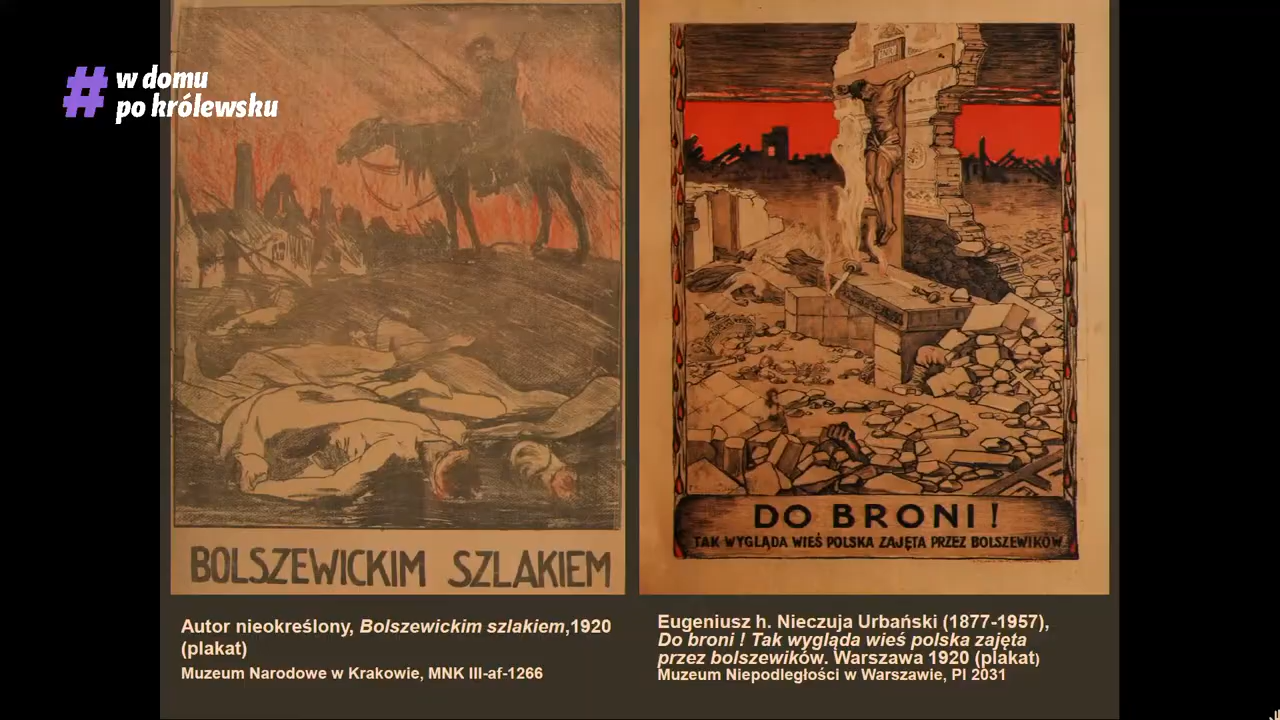 # w domu
po królewsku
BOLSZEWICKIM SZLAKIEM
DO BRONI!
TAK WYGLĄDA WIEŚ POLSKA ZAJĘTA PRZEZ BOLSZEWIKÓW.
Autor nieokreślony, Bolszewickim szlakiem,1920
(plakat)
Muzeum Narodowe w Krakowie, MNK III-af-1266
Eugeniusz h. Nieczuja Urbański (1877-1957),
Do broni ! Tak wygląda wieś polska zajęta
przez bolszewików. Warszawa 1920 (plakat)
Muzeum Niepodległości w Warszawie, Pl 2031